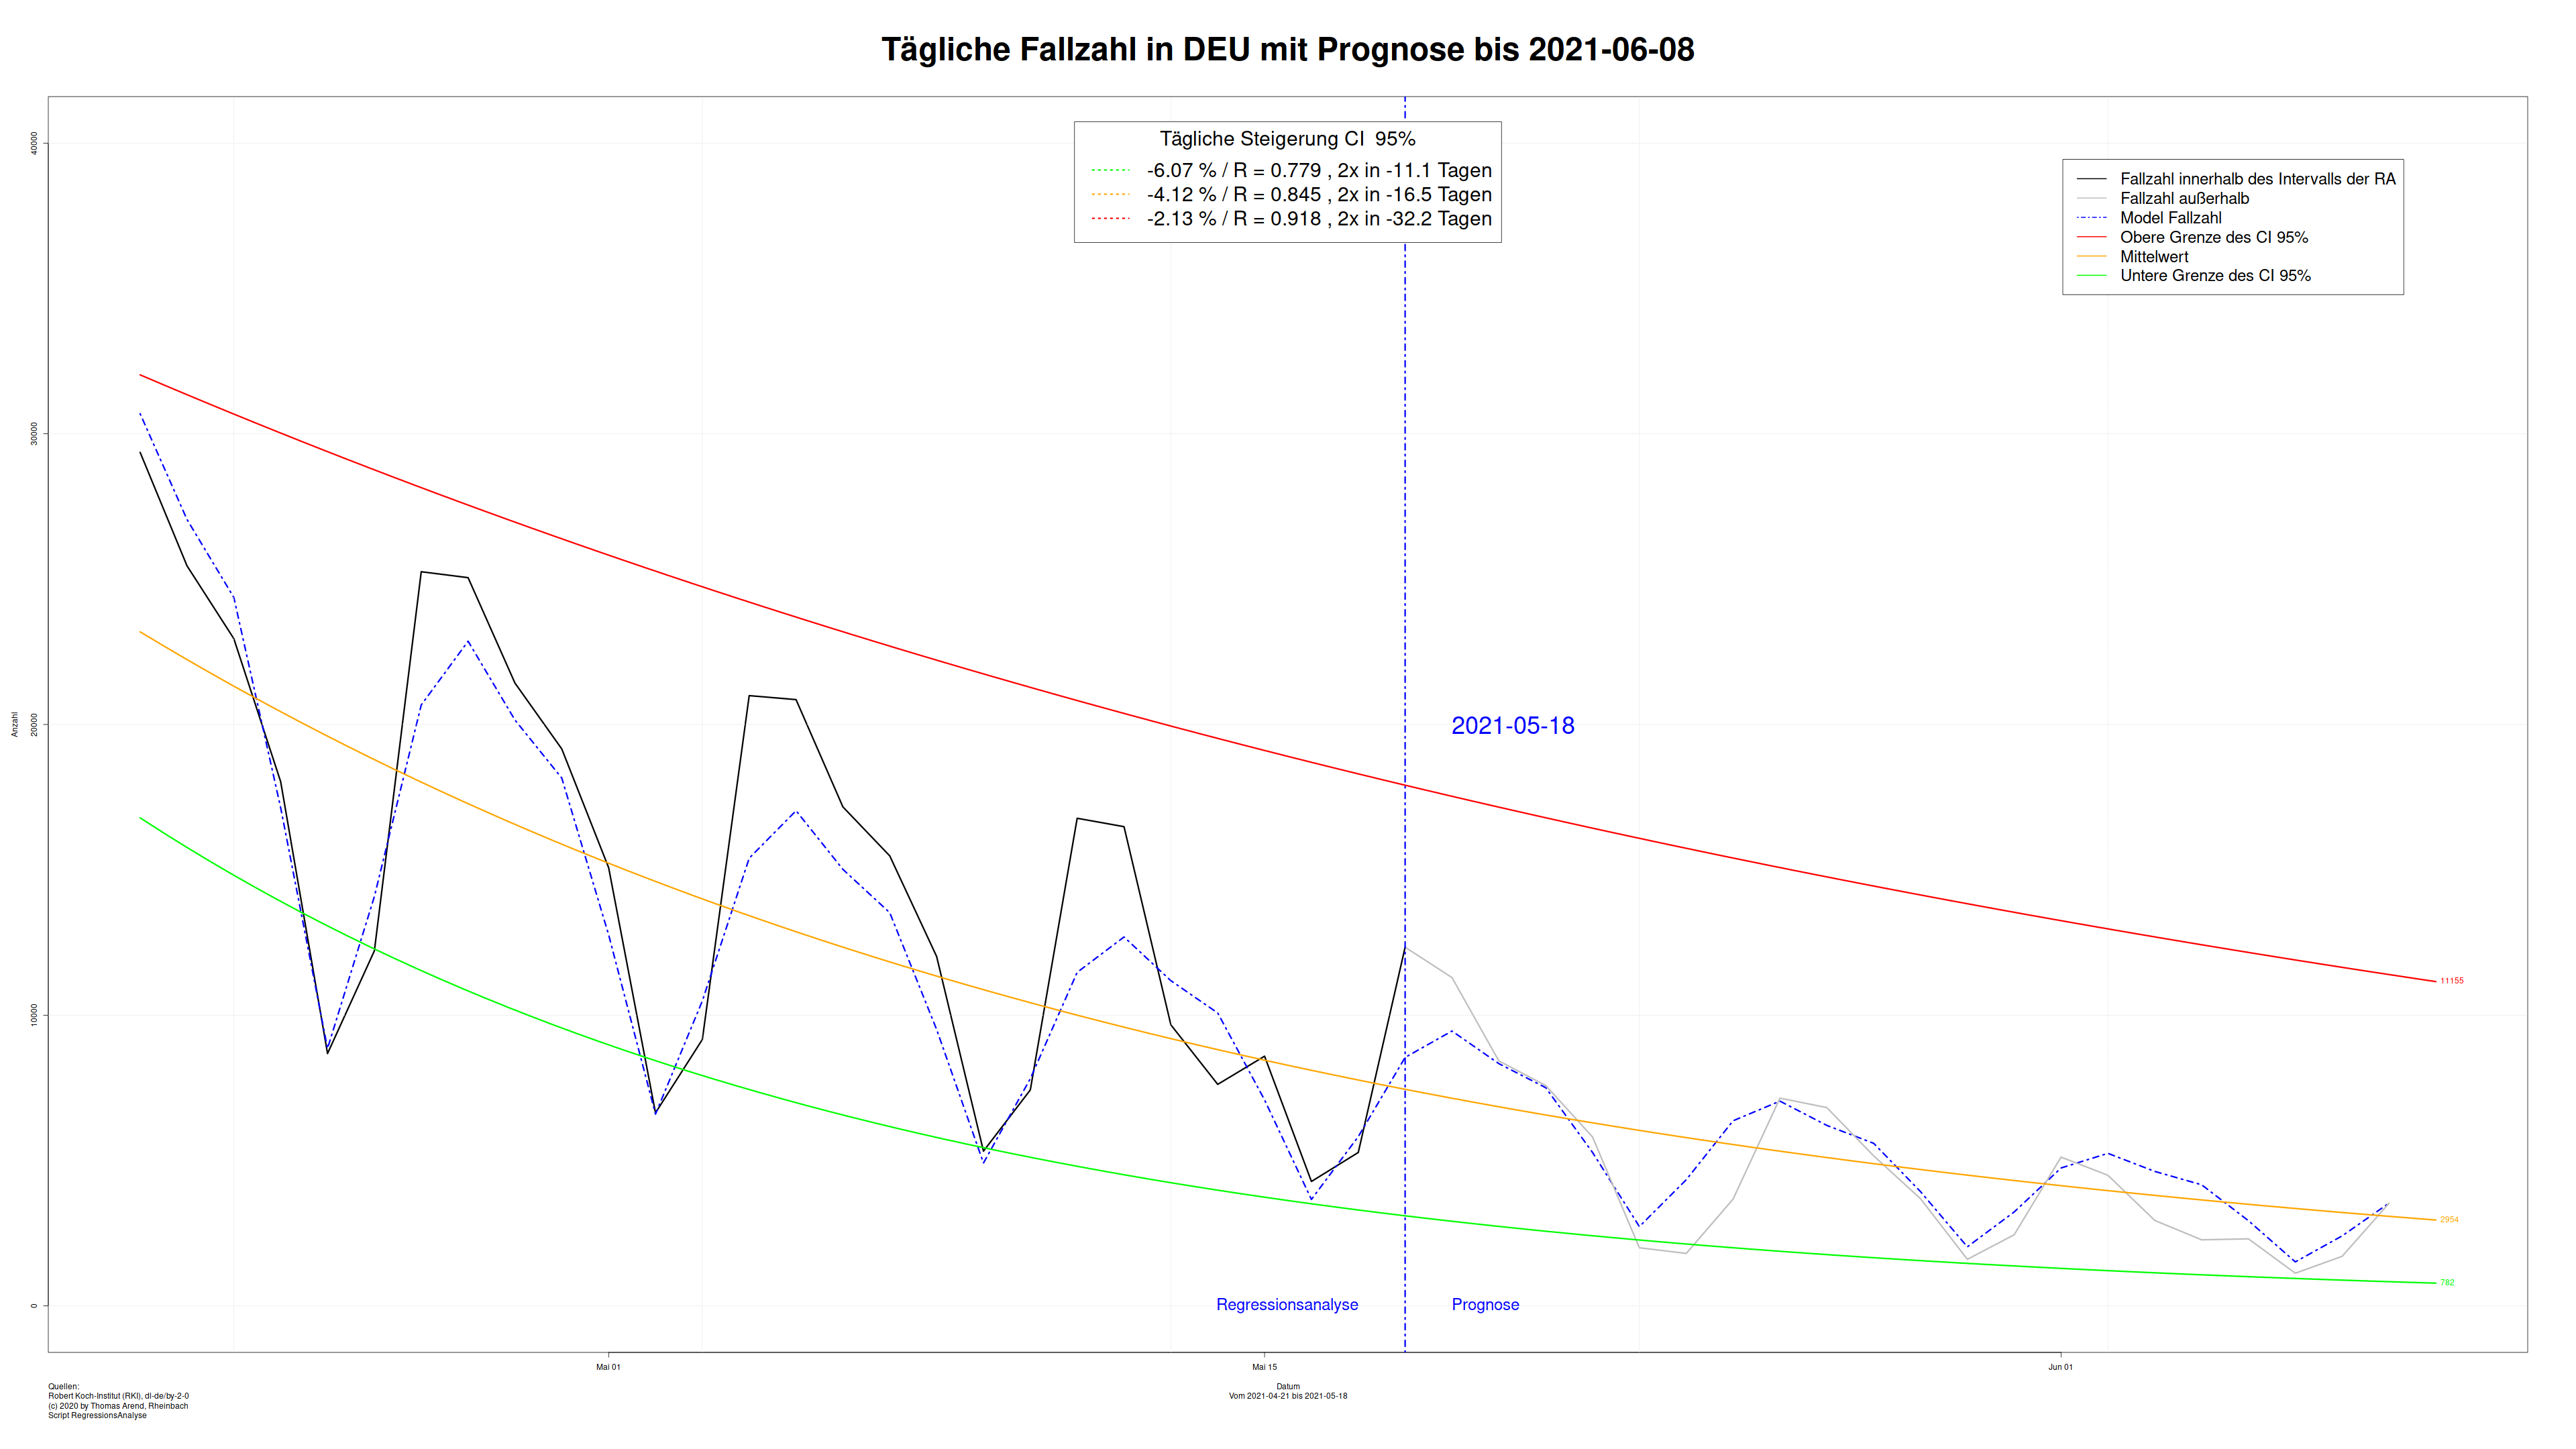 Tägliche Fallzahl in DEU mit Prognose bis 2021-06-08
Tägliche Steigerung CI  95%
-6.07 % / R = 0.779 , 2x in -11.1 Tagen
-4.12 % / R = 0.845 , 2x in -16.5 Tagen
-2.13 % / R = 0.918 , 2x in -32.2 Tagen
Fallzahl innerhalb des Intervalls der RA
Fallzahl außerhalb
Model Fallzahl
Obere Grenze des CI 95%
Mittelwert
Untere Grenze des CI 95%
40000
30000
20000
10000
0
Anzahl
2021-05-18
11155
2954
782
Regressionsanalyse
Prognose
Mai 01
Mai 15
Jun 01
Datum
Vom 2021-04-21 bis 2021-05-18
Quellen:
Robert Koch-Institut (RKI), dl-de/by-2-0
(c) 2020 by Thomas Arend, Rheinbach
Script RegressionsAnalyse